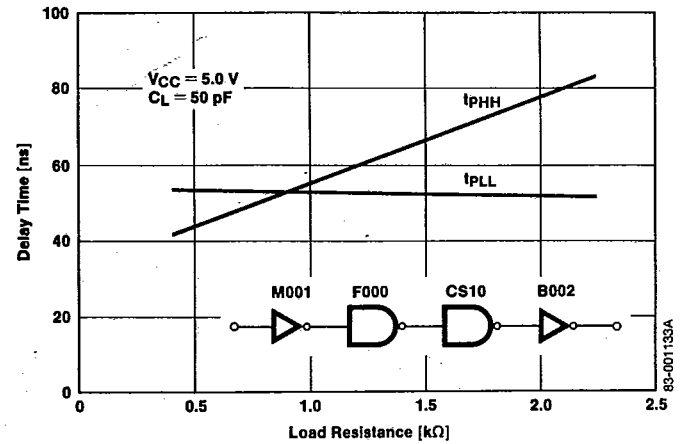 100
80
60
40
20
0
Delay Time [ns]
VCC = 5.0 V
CL = 50 pF
tPHH
tPLL
M001 F000 CS10 B002
0 0.5 1.0 1.5 2.0 2.5
Load Resistance [kΩ]
83-001133A